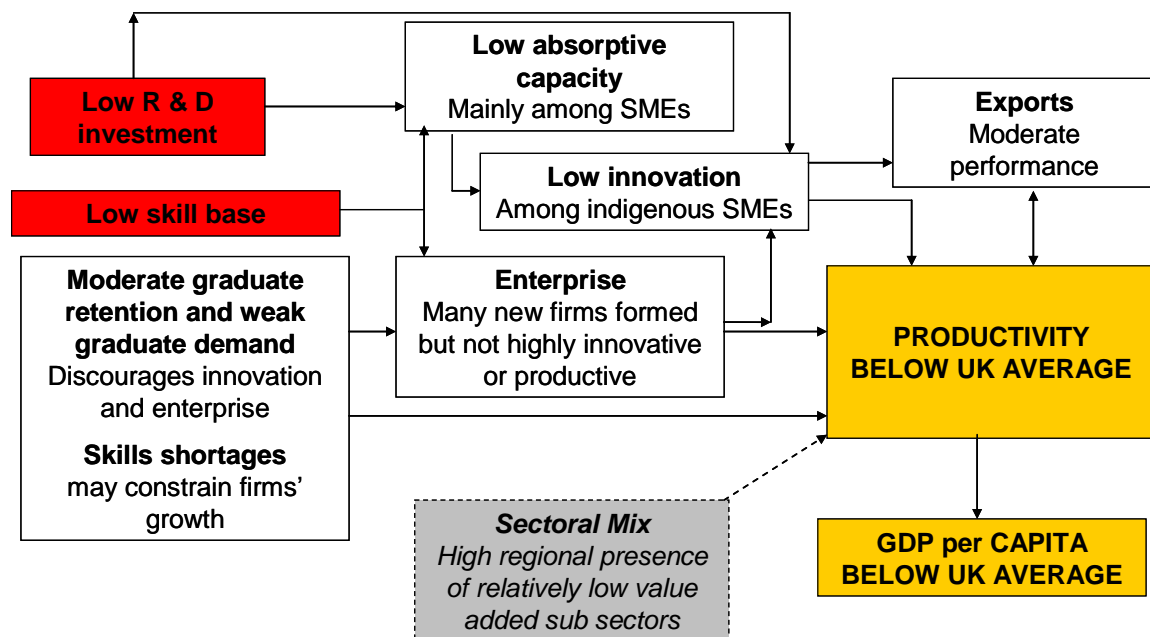 Low absorptive
capacity
Mainly among SMEs
Low R & D
investment
Exports
Moderate
performance
Low innovation
Among indigenous SMEs
Low skill base
Moderate graduate
retention and weak
graduate demand
Discourages innovation
and enterprise
Skills shortages
may constrain firms’
growth
Enterprise
Many new firms formed
but not highly innovative
or productive
PRODUCTIVITY
BELOW UK AVERAGE
Sectoral Mix
High regional presence
of relatively low value
added sub sectors
GDP per CAPITA
BELOW UK AVERAGE